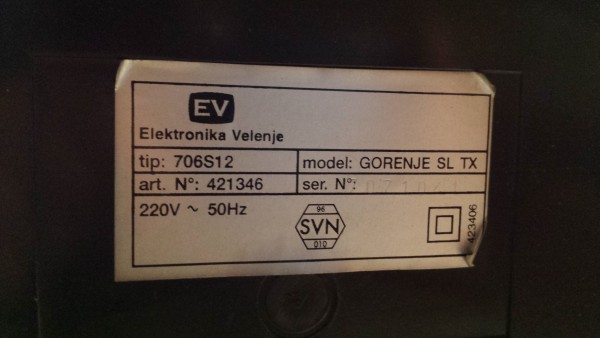 EV
Elektronika Velenje
tip: 706S12
model: GORENJE SL TX
art. N°: 421346
ser. N°:
220V ~ 50Hz
96
SVN
010
423406